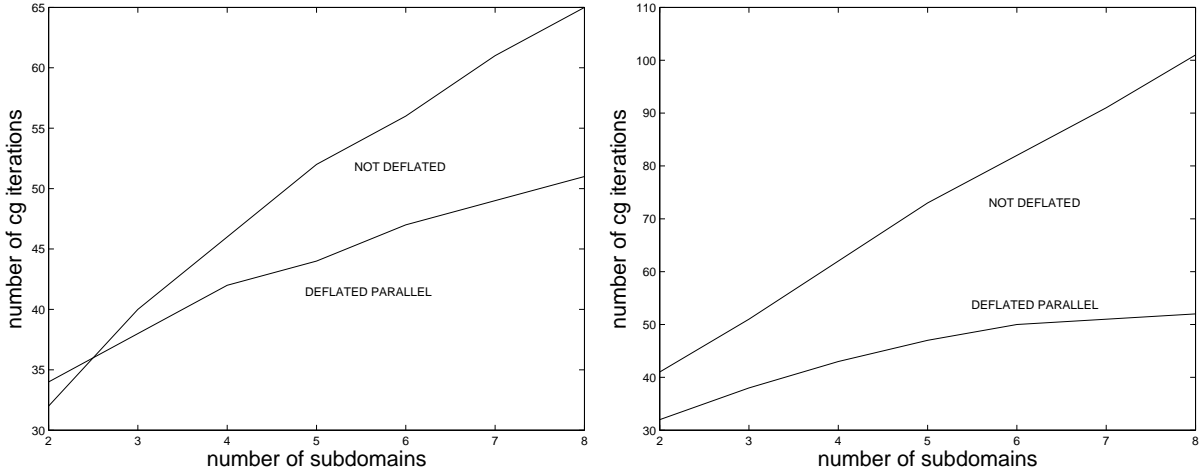 65
60
55
50
45
40
35
30
number of cg iterations
NOT DEFLATED
DEFLATED PARALLEL
2 3 4 5 6 7 8
number of subdomains
110
100
90
80
70
60
50
40
30
number of cg iterations
NOT DEFLATED
DEFLATED PARALLEL
2 3 4 5 6 7 8
number of subdomains